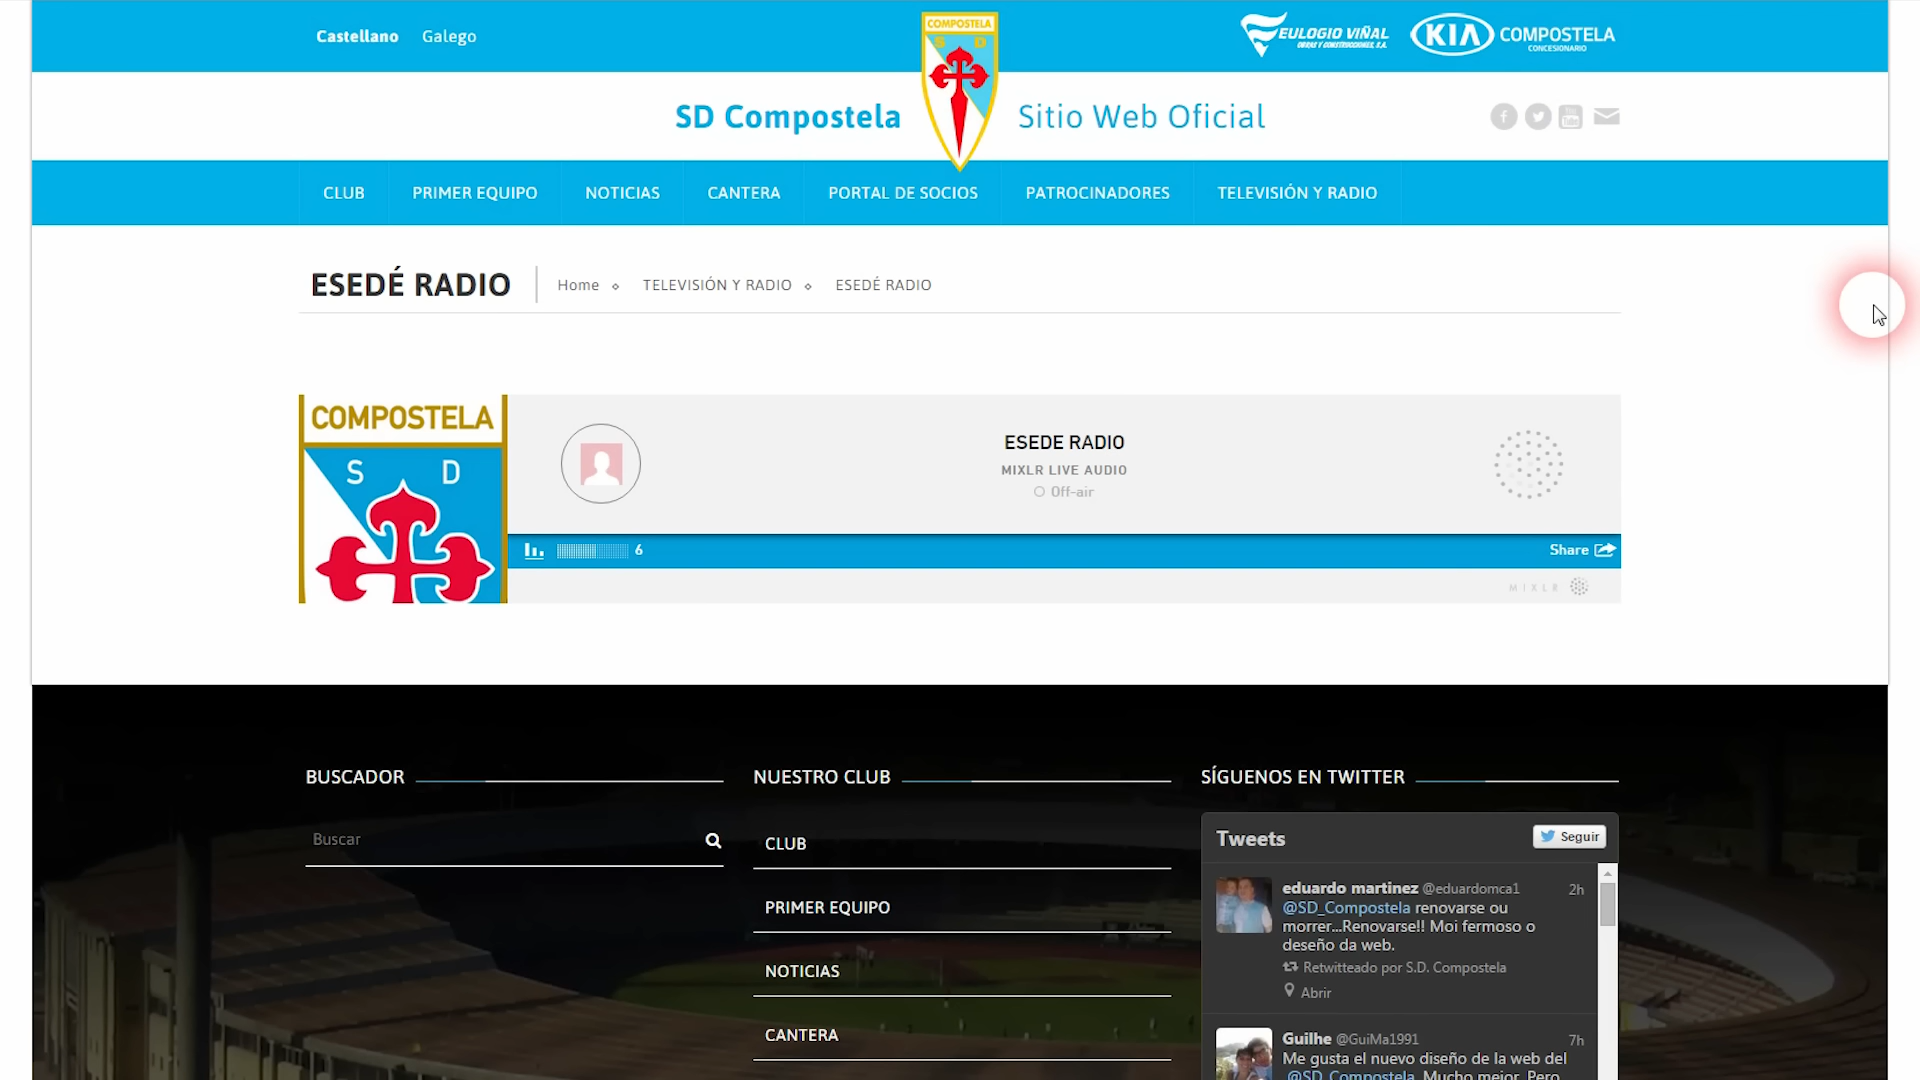 Castellano Galego
COMPOSTELA
S D
EULOGIO VIÑAL
OBRAS Y CONSTRUCCIONES, S.A.
KIA COMPOSTELA
CONCESIONARIO
SD Compostela Sitio Web Oficial
CLUB PRIMER EQUIPO NOTICIAS CANTERA PORTAL DE SOCIOS PATROCINADORES TELEVISIÓN Y RADIO
ESEDÉ RADIO Home TELEVISIÓN Y RADIO ESEDÉ RADIO
COMPOSTELA
S D
ESEDE RADIO
MIXLR LIVE AUDIO
Off-air
6 Share
MIXLR
BUSCADOR
Buscar
NUESTRO CLUB
CLUB
PRIMER EQUIPO
NOTICIAS
CANTERA
SÍGUENOS EN TWITTER
Tweets Seguir
eduardo martinez @eduardomca1 2h
@SD_Compostela renovarse ou
morrer...Renovarse!! Moi fermoso o
deseño da web.
Retwitteado por S.D. Compostela
Abrir
Guilhe @GuiMa1991 7h
Me gusta el nuevo diseño de la web del
@SD_Compostela. Mucho mejor. Pero